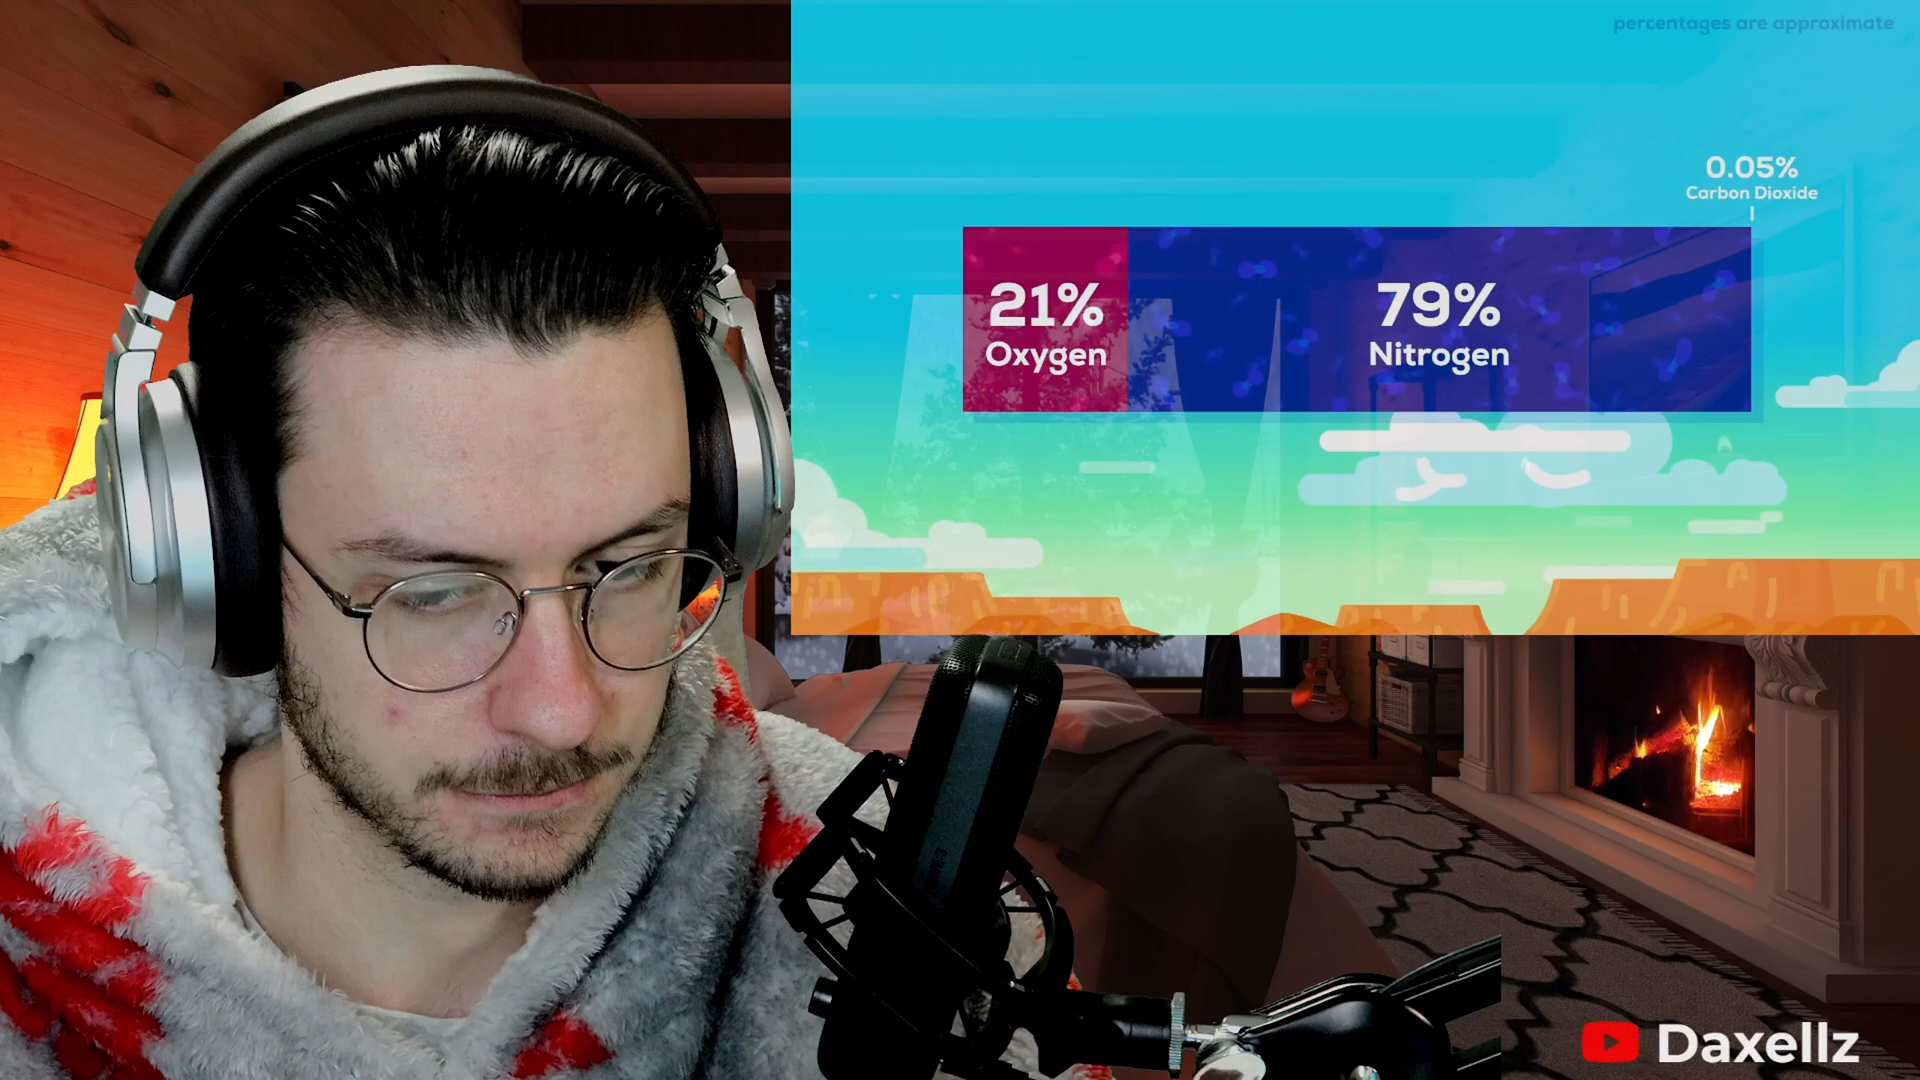 percentages are approximate
0.05%
Carbon Dioxide
21%
Oxygen
79%
Nitrogen
Daxellz